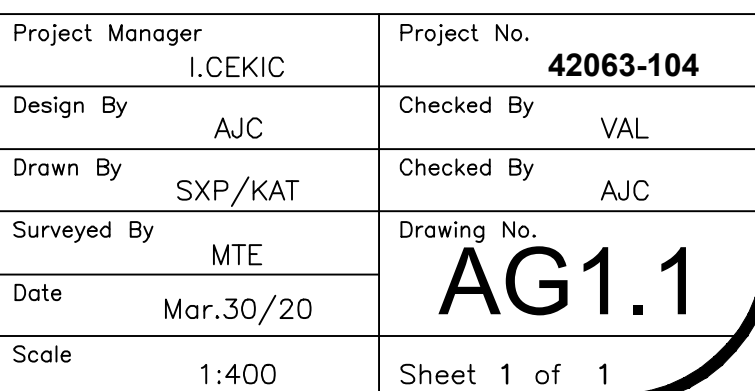 Project Manager
I.CEKIC
Project No.
42063-104
Design By
AJC
Checked By
VAL
Drawn By
SXP/KAT
Checked By
AJC
Surveyed By
MTE
Drawing No.
AG1.1
Date
Mar.30/20
Scale
1:400
Sheet 1 of 1